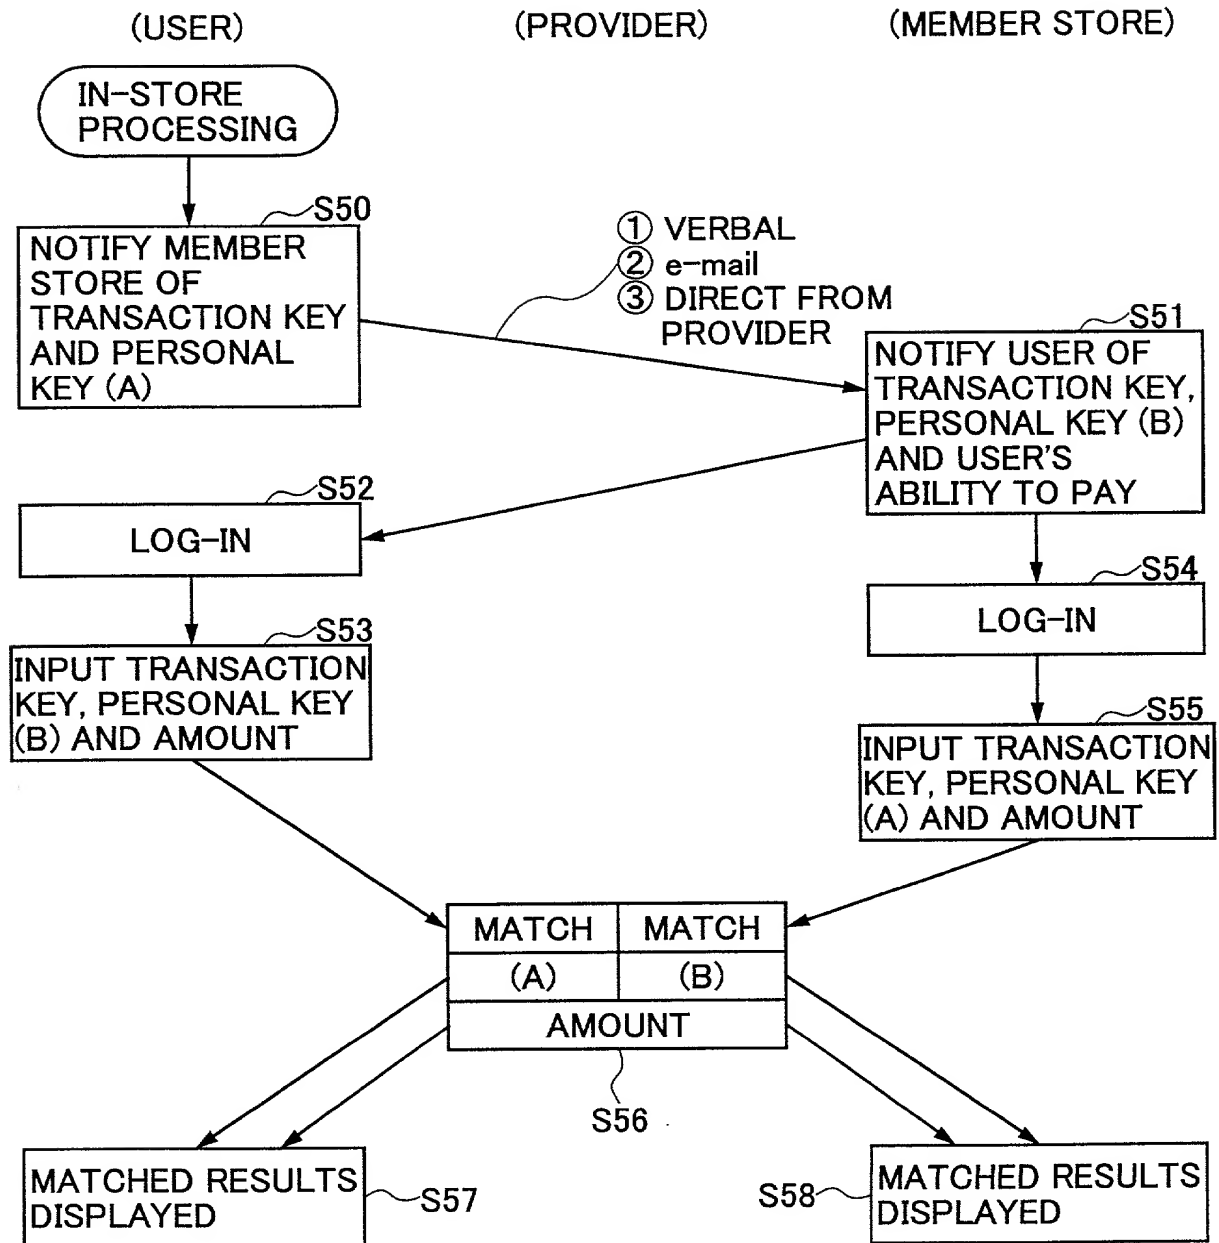 (USER)
(PROVIDER)
(MEMBER STORE)
IN-STORE
PROCESSING
S50
NOTIFY MEMBER
STORE OF
TRANSACTION KEY
AND PERSONAL
KEY (A)
① VERBAL
② e-mail
③ DIRECT FROM
PROVIDER
S51
NOTIFY USER OF
TRANSACTION KEY,
PERSONAL KEY (B)
AND USER'S
ABILITY TO PAY
S52
LOG-IN
S54
LOG-IN
S53
INPUT TRANSACTION
KEY, PERSONAL KEY
(B) AND AMOUNT
S55
INPUT TRANSACTION
KEY, PERSONAL KEY
(A) AND AMOUNT
MATCH
MATCH
(A)
(B)
AMOUNT
S56
MATCHED RESULTS
DISPLAYED
S57
S58
MATCHED RESULTS
DISPLAYED